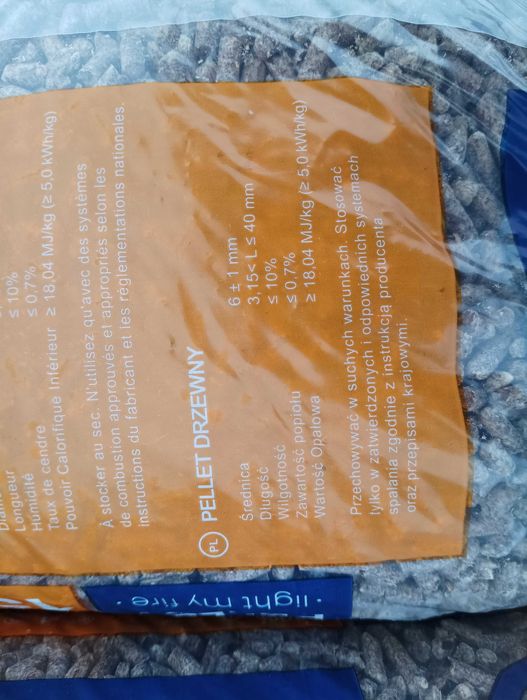 Longueur
Humidité ≤ 10%
Taux de cendre ≤ 0.7%
Pouvoir Calorifique Intérieur ≥ 18,04 MJ/kg (≥ 5,0 kWh/kg)
À stocker au sec. N'utilisez qu'avec des systèmes
de combustion approuvés et appropriés selon les
instructions du fabricant et les réglementations nationales.
PL PELLET DRZEWNY
Średnica 6 ± 1 mm
Długość 3,15< L ≤ 40 mm
Wilgotność ≤ 10%
Zawartość popiołu ≤ 0.7%
Wartość Opałowa ≥ 18,04 MJ/kg (≥ 5,0 kWh/kg)
Przechowywać w suchych warunkach. Stosować
tylko w zatwierdzonych i odpowiednich systemach
spalania zgodnie z instrukcją producenta
oraz przepisami krajowymi.
· light my fire ·